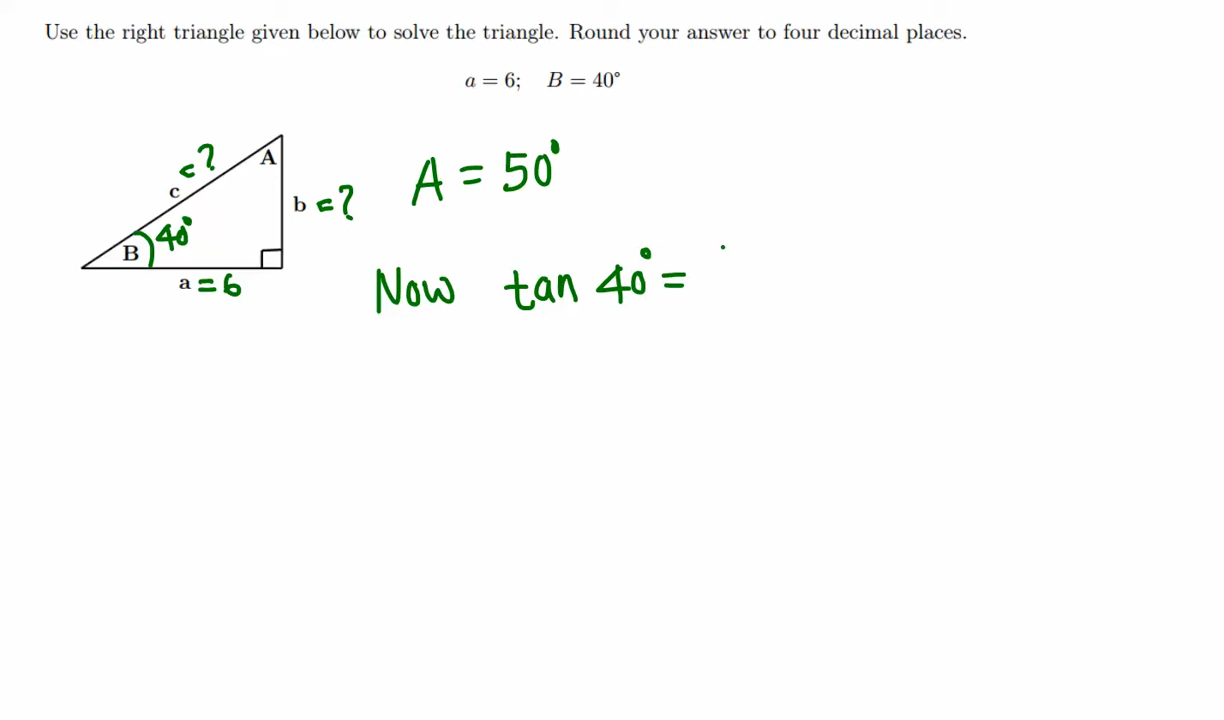 Use the right triangle given below to solve the triangle. Round your answer to four decimal places.
a = 6; B = 40°
c = ?
A
A = 50°
b = ?
B 40°
a = 6
Now tan 40° =